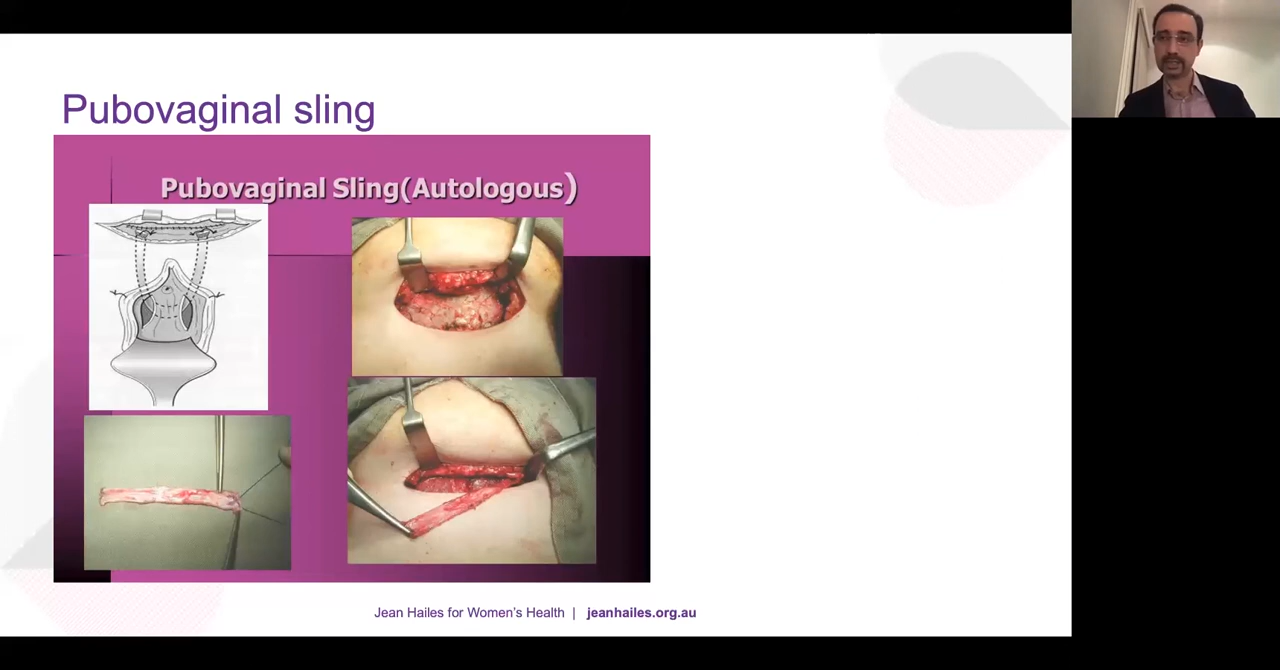 Pubovaginal sling
Pubovaginal Sling(Autologous)
Jean Hailes for Women's Health | jeanhailes.org.au